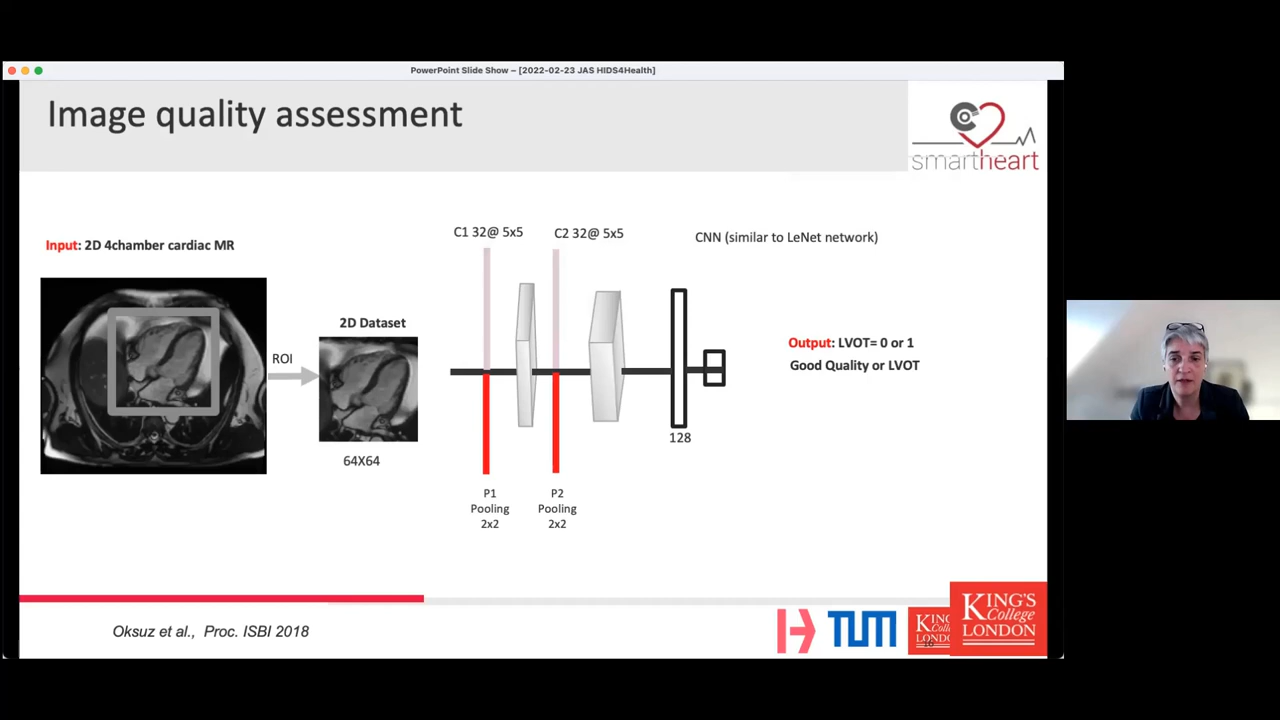 PowerPoint Slide Show – [2022-02-23 JAS HIDS4Health]
Image quality assessment
smartheart
Input: 2D 4chamber cardiac MR
ROI
2D Dataset
64X64
C1 32@ 5x5
C2 32@ 5x5
P1
Pooling
2x2
P2
Pooling
2x2
128
CNN (similar to LeNet network)
Output: LVOT= 0 or 1
Good Quality or LVOT
Oksuz et al., Proc. ISBI 2018
TUM
KING'S
College
LONDON